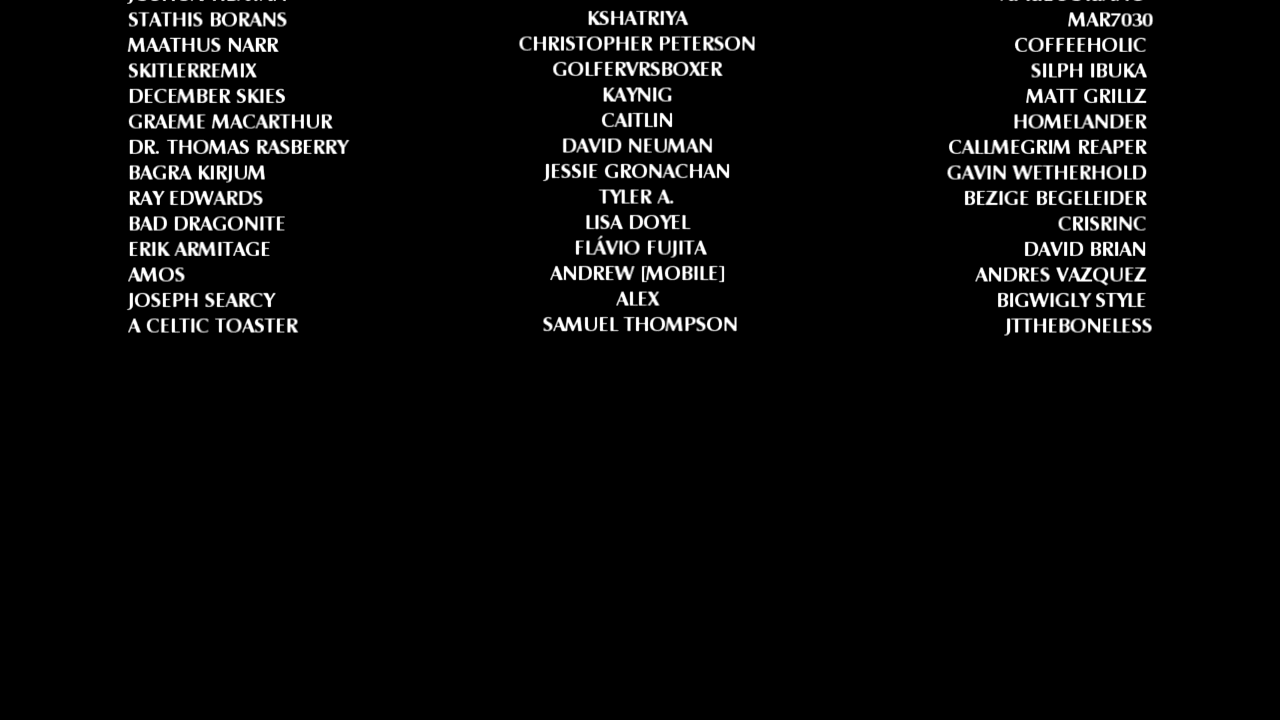 STATHIS BORANS
MAATHUS NARR
SKITLERREMIX
DECEMBER SKIES
GRAEME MACARTHUR
DR. THOMAS RASBERRY
BAGRA KIRJUM
RAY EDWARDS
BAD DRAGONITE
ERIK ARMITAGE
AMOS
JOSEPH SEARCY
A CELTIC TOASTER
KSHATRIYA
CHRISTOPHER PETERSON
GOLFERVRSBOXER
KAYNIG
CAITLIN
DAVID NEUMAN
JESSIE GRONACHAN
TYLER A.
LISA DOYEL
FLÁVIO FUJITA
ANDREW [MOBILE]
ALEX
SAMUEL THOMPSON
MAR7030
COFFEEHOLIC
SILPH IBUKA
MATT GRILLZ
HOMELANDER
CALLMEGRIM REAPER
GAVIN WETHERHOLD
BEZIGE BEGELEIDER
CRISRINC
DAVID BRIAN
ANDRES VAZQUEZ
BIGWIGLY STYLE
JTTHEBONELESS